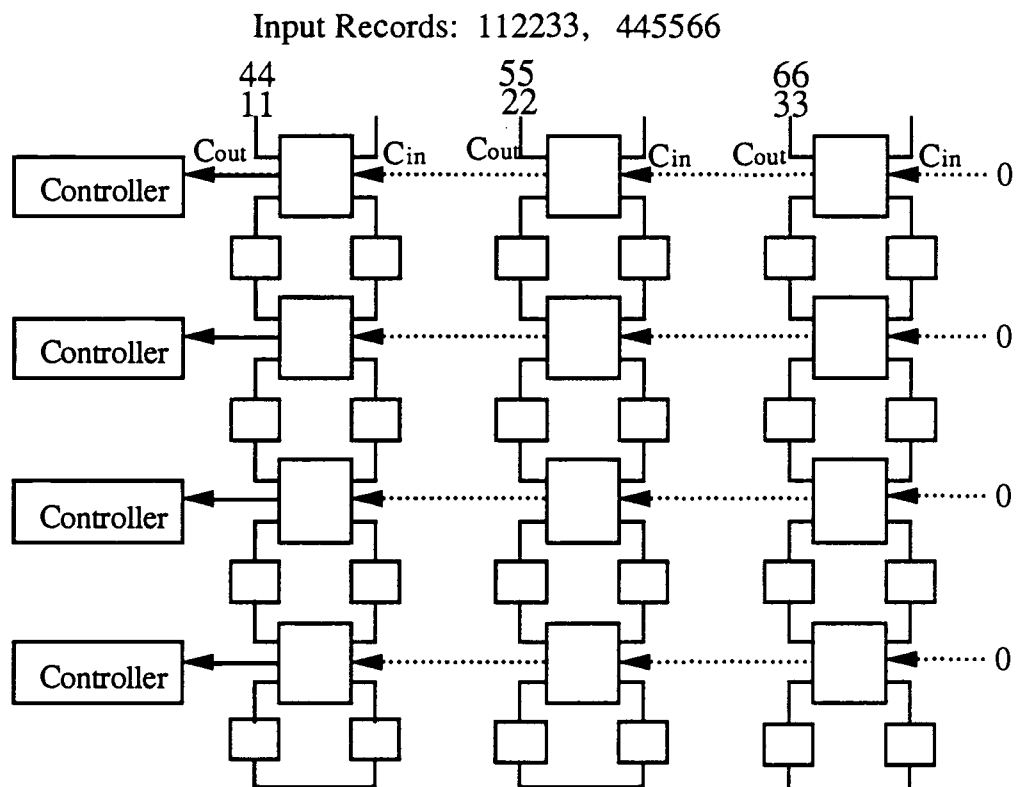 Input Records: 112233, 445566
44 55 66
11 22 33
Cout Cin Cout Cin Cout Cin
Controller 0
Controller 0
Controller 0
Controller 0